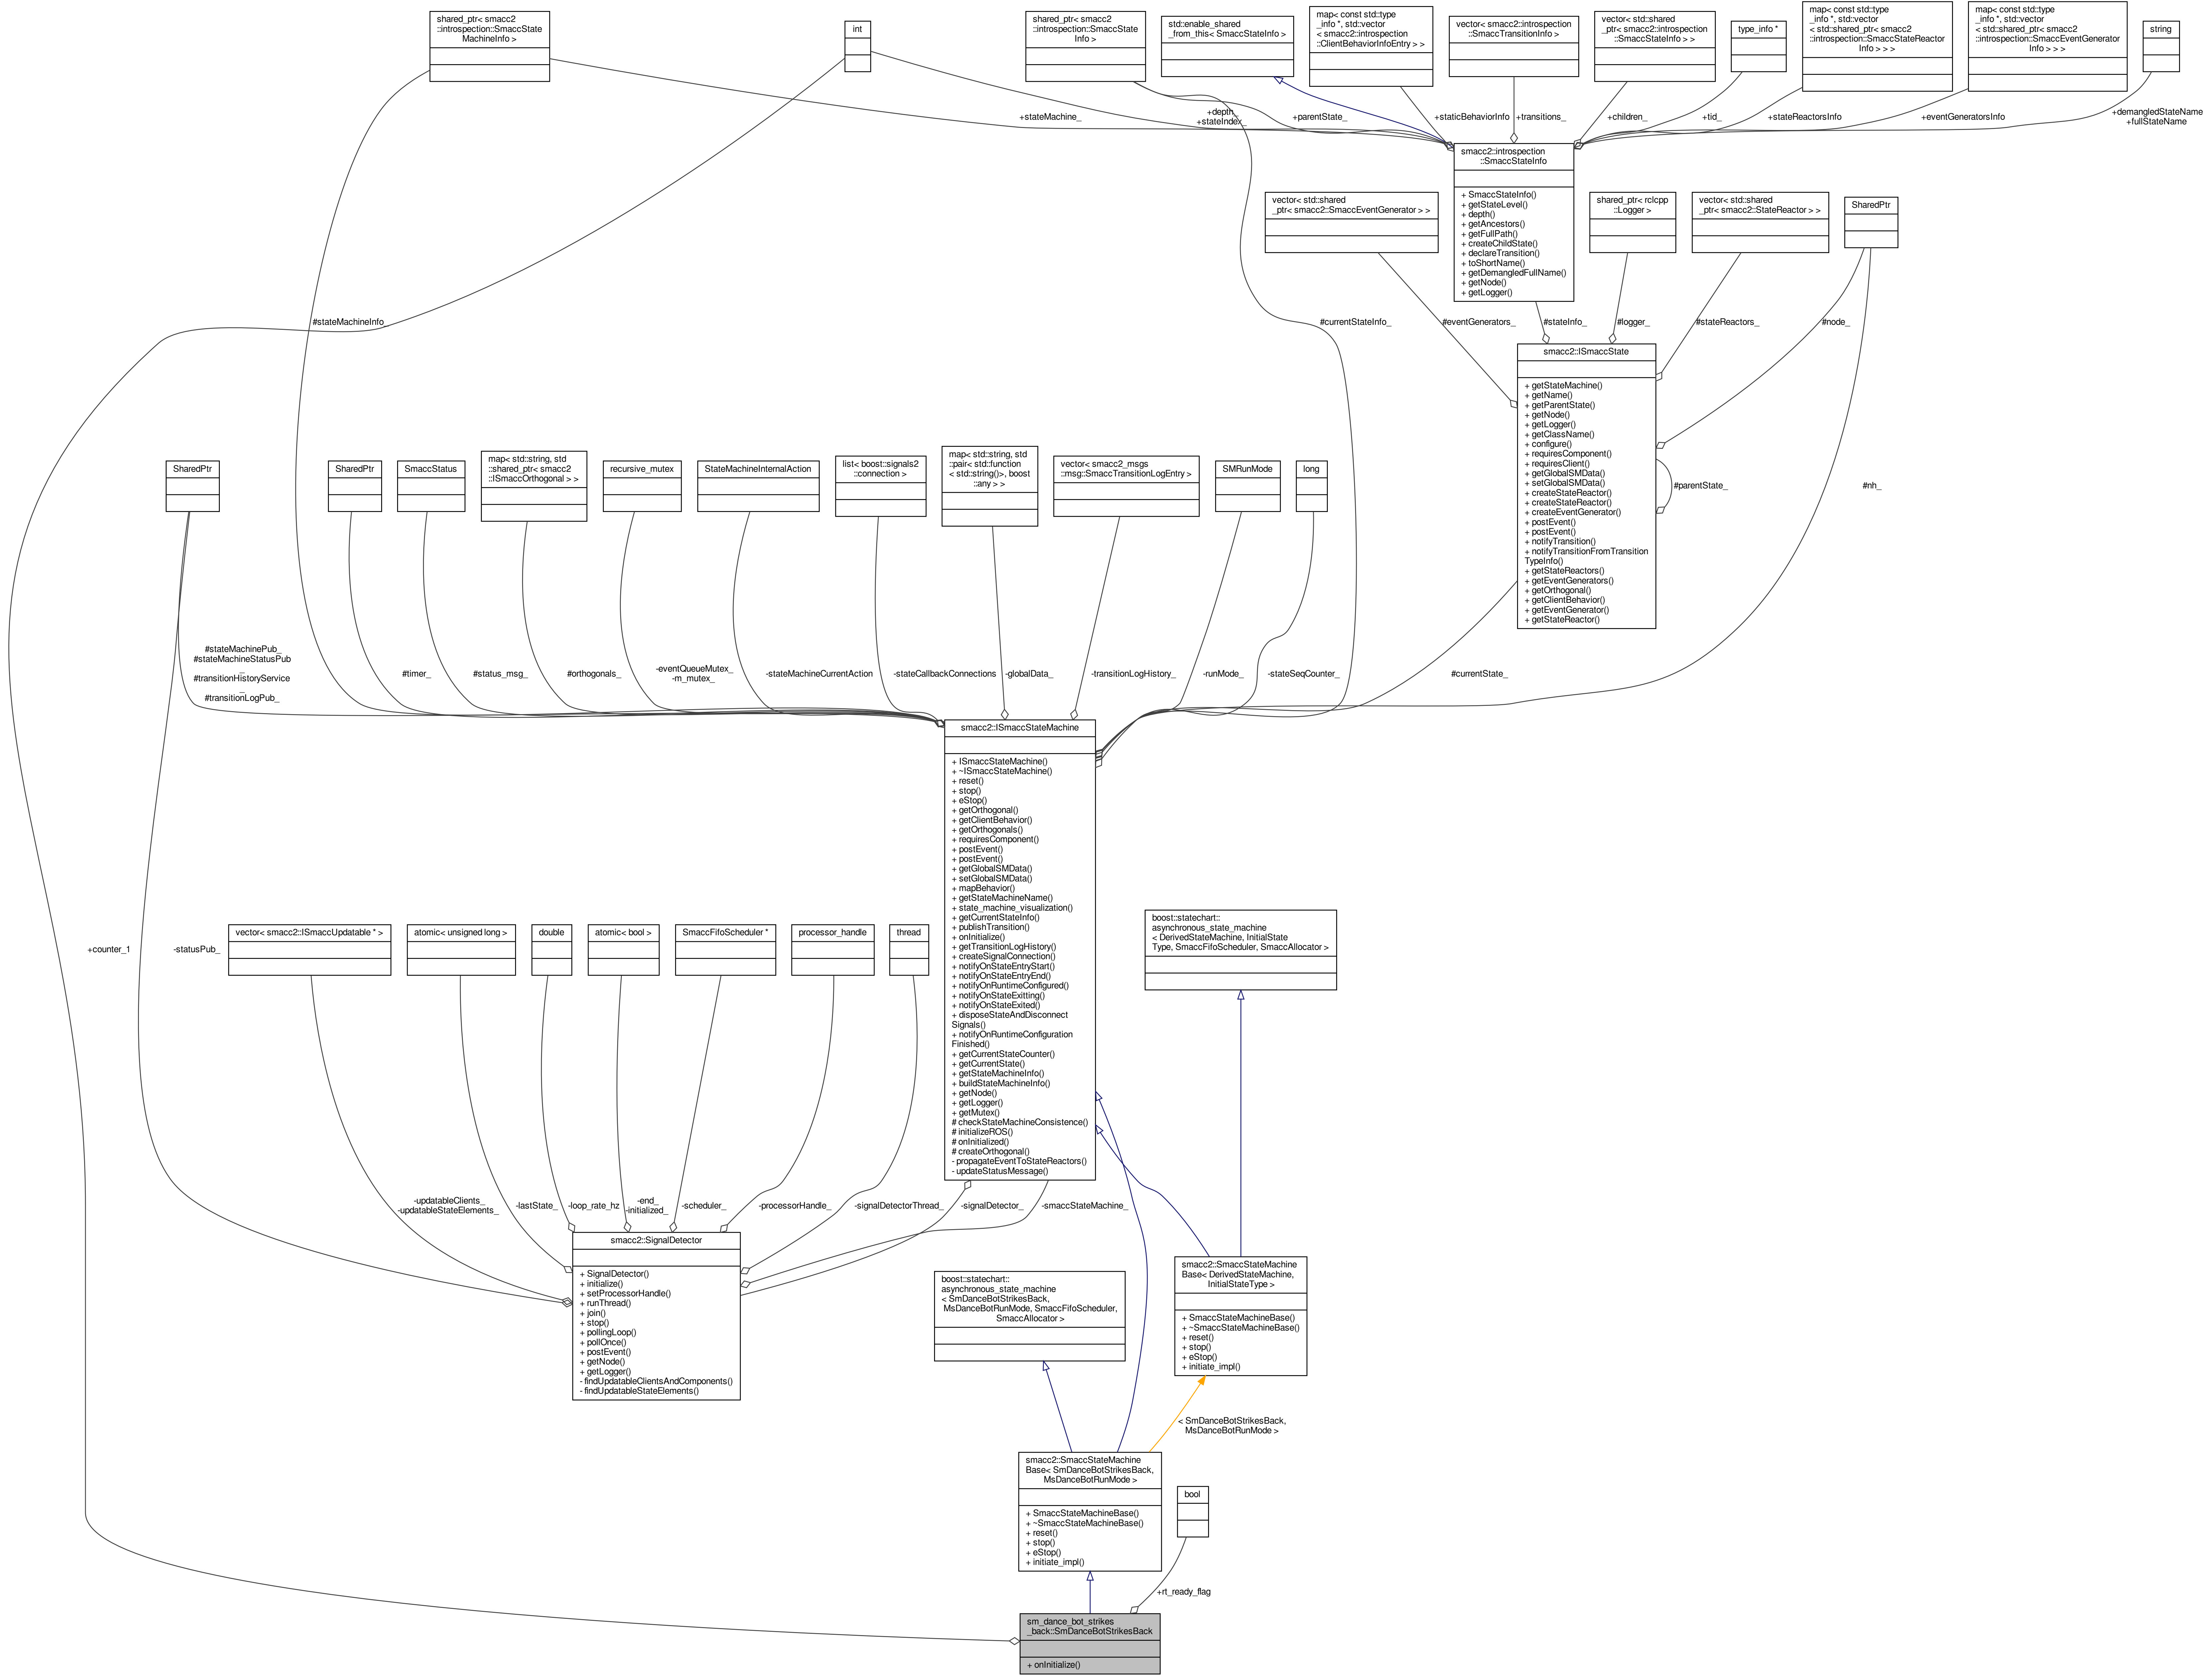 shared_ptr< smacc2
::introspection::SmaccState
MachineInfo >
int
shared_ptr< smacc2
::introspection::SmaccState
Info >
std::enable_shared
_from_this< SmaccStateInfo >
map< const std::type
_info *, std::vector
< smacc2::introspection
::ClientBehaviorInfoEntry > >
vector< smacc2::introspection
::SmaccTransitionInfo >
vector< std::shared
_ptr< smacc2::introspection
::SmaccStateInfo > >
type_info *
map< const std::type
_info *, std::vector
< std::shared_ptr< smacc2
::introspection::SmaccStateReactor
Info > > >
map< const std::type
_info *, std::vector
< std::shared_ptr< smacc2
::introspection::SmaccEventGenerator
Info > > >
string
+stateMachine_
+depth_
+stateIndex_
+parentState_
+staticBehaviorInfo
+transitions_
+children_
+tid_
+stateReactorsInfo
+eventGeneratorsInfo
+demangledStateName
+fullStateName
smacc2::introspection
::SmaccStateInfo
+ SmaccStateInfo()
+ getStateLevel()
+ depth()
+ getAncestors()
+ getFullPath()
+ createChildState()
+ declareTransition()
+ toShortName()
+ getDemangledFullName()
+ getNode()
+ getLogger()
vector< std::shared
_ptr< smacc2::SmaccEventGenerator > >
shared_ptr< rclcpp
::Logger >
vector< std::shared
_ptr< smacc2::StateReactor > >
SharedPtr
#stateMachineInfo_
#currentStateInfo_
#eventGenerators_
#stateInfo_
#logger_
#stateReactors_
#node_
smacc2::ISmaccState
+ getStateMachine()
+ getName()
+ getParentState()
+ getNode()
+ getLogger()
+ getClassName()
+ configure()
+ requiresComponent()
+ requiresClient()
+ getGlobalSMData()
+ setGlobalSMData()
+ createStateReactor()
+ createStateReactor()
+ createEventGenerator()
+ postEvent()
+ postEvent()
+ notifyTransition()
+ notifyTransitionFromTransition
TypeInfo()
+ getStateReactors()
+ getEventGenerators()
+ getOrthogonal()
+ getClientBehavior()
+ getEventGenerator()
+ getStateReactor()
#parentState_
#nh_
SharedPtr
SharedPtr
SmaccStatus
map< std::string, std
::shared_ptr< smacc2
::ISmaccOrthogonal > >
recursive_mutex
StateMachineInternalAction
list< boost::signals2
::connection >
map< std::string, std
::pair< std::function
< std::string()>, boost
::any > >
vector< smacc2_msgs
::msg::SmaccTransitionLogEntry >
SMRunMode
long
#stateMachinePub_
#stateMachineStatusPub
_
#transitionHistoryService
_
#transitionLogPub_
#timer_
#status_msg_
#orthogonals_
-eventQueueMutex_
-m_mutex_
-stateMachineCurrentAction
-stateCallbackConnections
-globalData_
-transitionLogHistory_
-runMode_
-stateSeqCounter_
#currentState_
smacc2::ISmaccStateMachine
+ ISmaccStateMachine()
+ ~ISmaccStateMachine()
+ reset()
+ stop()
+ eStop()
+ getOrthogonal()
+ getClientBehavior()
+ getOrthogonals()
+ requiresComponent()
+ postEvent()
+ postEvent()
+ getGlobalSMData()
+ setGlobalSMData()
+ mapBehavior()
+ getStateMachineName()
+ state_machine_visualization()
+ getCurrentStateInfo()
+ publishTransition()
+ onInitialize()
+ getTransitionLogHistory()
+ createSignalConnection()
+ notifyOnStateEntryStart()
+ notifyOnStateEntryEnd()
+ notifyOnRuntimeConfigured()
+ notifyOnStateExitting()
+ notifyOnStateExited()
+ disposeStateAndDisconnect
Signals()
+ notifyOnRuntimeConfiguration
Finished()
+ getCurrentStateCounter()
+ getCurrentState()
+ getStateMachineInfo()
+ buildStateMachineInfo()
+ getNode()
+ getLogger()
+ getMutex()
# checkStateMachineConsistence()
# initializeROS()
# onInitialized()
# createOrthogonal()
- propagateEventToStateReactors()
- updateStatusMessage()
+counter_1
-statusPub_
vector< smacc2::ISmaccUpdatable * >
atomic< unsigned long >
double
atomic< bool >
SmaccFifoScheduler *
processor_handle
thread
boost::statechart::
asynchronous_state_machine
< DerivedStateMachine, InitialState
Type, SmaccFifoScheduler, SmaccAllocator >
-updatableClients_
-updatableStateElements_
-lastState_
-loop_rate_hz
-end_
-initialized_
-scheduler_
-processorHandle_
-signalDetectorThread_
-signalDetector_
-smaccStateMachine_
smacc2::SignalDetector
+ SignalDetector()
+ initialize()
+ setProcessorHandle()
+ runThread()
+ join()
+ stop()
+ pollingLoop()
+ pollOnce()
+ postEvent()
+ getNode()
+ getLogger()
- findUpdatableClientsAndComponents()
- findUpdatableStateElements()
boost::statechart::
asynchronous_state_machine
< SmDanceBotStrikesBack,
MsDanceBotRunMode, SmaccFifoScheduler,
SmaccAllocator >
smacc2::SmaccStateMachine
Base< DerivedStateMachine,
InitialStateType >
+ SmaccStateMachineBase()
+ ~SmaccStateMachineBase()
+ reset()
+ stop()
+ eStop()
+ initiate_impl()
< SmDanceBotStrikesBack,
MsDanceBotRunMode >
smacc2::SmaccStateMachine
Base< SmDanceBotStrikesBack,
MsDanceBotRunMode >
+ SmaccStateMachineBase()
+ ~SmaccStateMachineBase()
+ reset()
+ stop()
+ eStop()
+ initiate_impl()
bool
+rt_ready_flag
sm_dance_bot_strikes
_back::SmDanceBotStrikesBack
+ onInitialize()